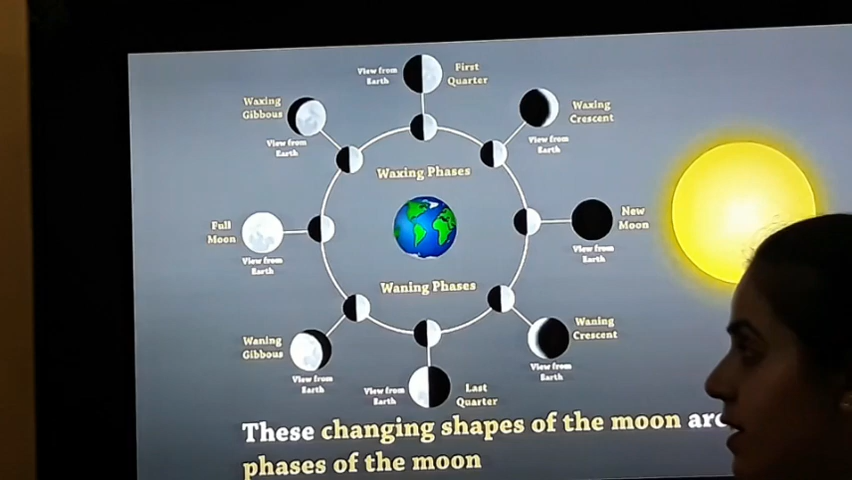 View from
Earth
First
Quarter
Waxing
Gibbous
View from
Earth
Waxing
Crescent
View from
Earth
Waxing Phases
Full
Moon
View from
Earth
New
Moon
View from
Earth
Waning Phases
Waning
Gibbous
View from
Earth
Waning
Crescent
View from
Earth
View from
Earth
Last
Quarter
These changing shapes of the moon are
phases of the moon